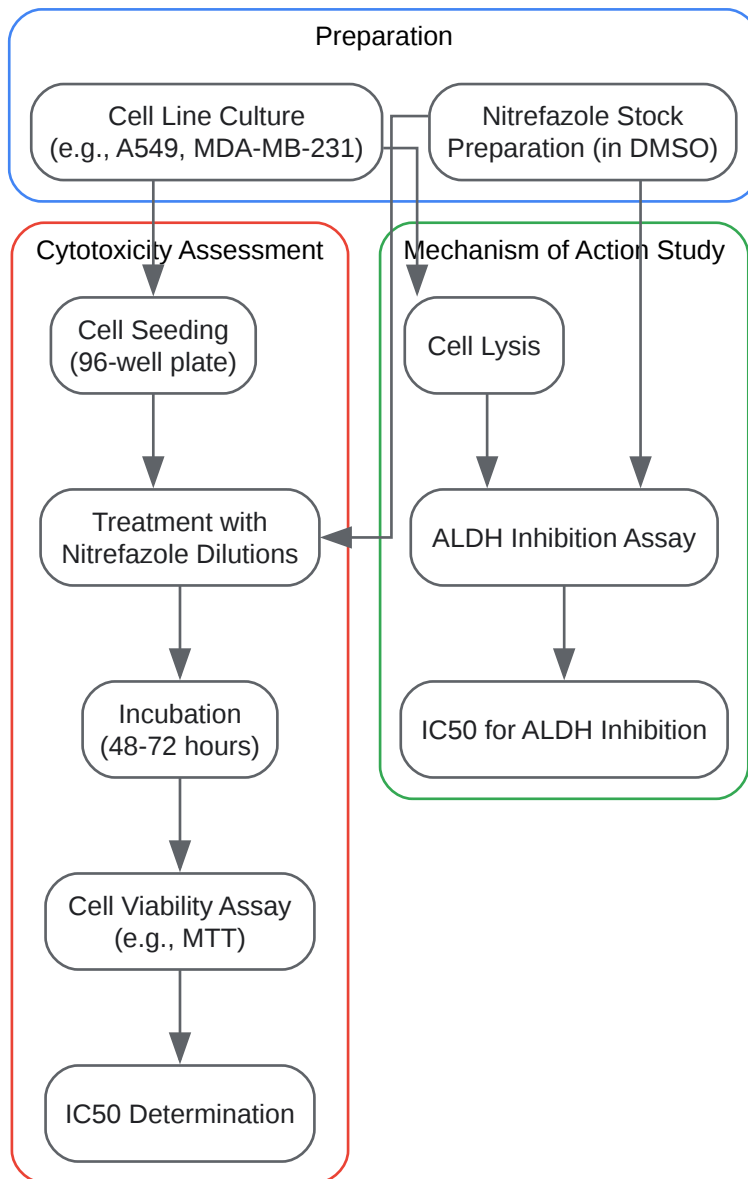 Preparation
Cell Line Culture
(e.g., A549, MDA-MB-231)
Nitrefazole Stock
Preparation (in DMSO)
Cytotoxicity Assessment
Mechanism of Action Study
Cell Seeding
(96-well plate)
Cell Lysis
Treatment with
Nitrefazole Dilutions
ALDH Inhibition Assay
Incubation
(48-72 hours)
IC50 for ALDH Inhibition
Cell Viability Assay
(e.g., MTT)
IC50 Determination